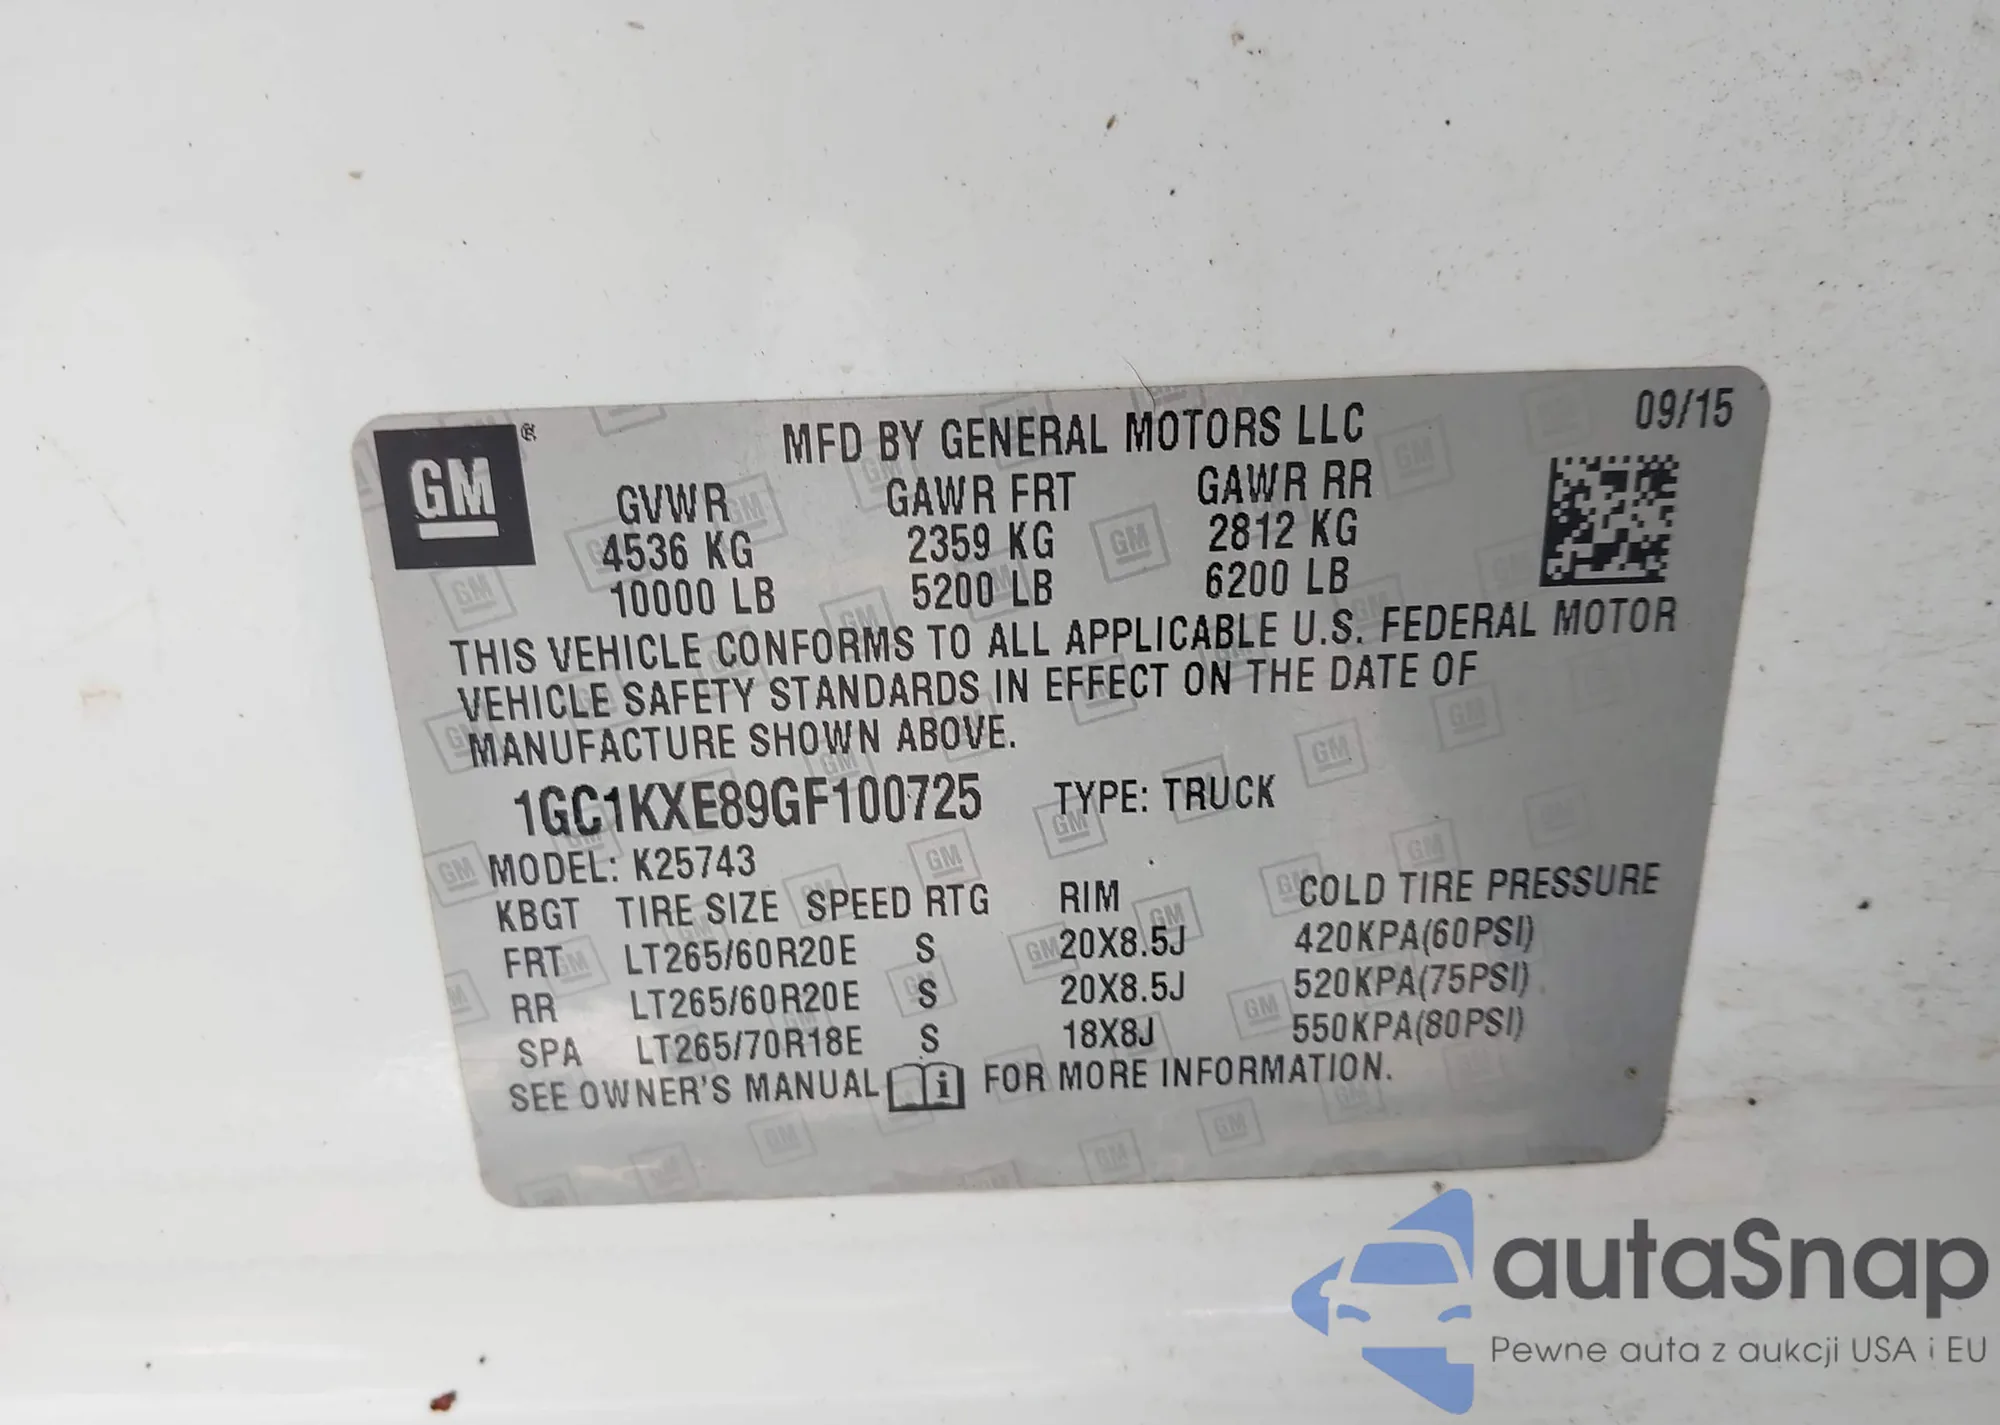 GM®
MFD BY GENERAL MOTORS LLC 09/15
GVWR GAWR FRT GAWR RR
4536 KG 2359 KG 2812 KG
10000 LB 5200 LB 6200 LB
THIS VEHICLE CONFORMS TO ALL APPLICABLE U.S. FEDERAL MOTOR
VEHICLE SAFETY STANDARDS IN EFFECT ON THE DATE OF
MANUFACTURE SHOWN ABOVE.
1GC1KXE89GF100725 TYPE: TRUCK
MODEL: K25743
KBGT TIRE SIZE SPEED RTG RIM COLD TIRE PRESSURE
FRT LT265/60R20E S 20X8.5J 420KPA(60PSI)
RR LT265/60R20E S 20X8.5J 520KPA(75PSI)
SPA LT265/70R18E S 18X8J 550KPA(80PSI)
SEE OWNER'S MANUAL i FOR MORE INFORMATION.
autaSnap
Pewne auta z aukcji USA i EU